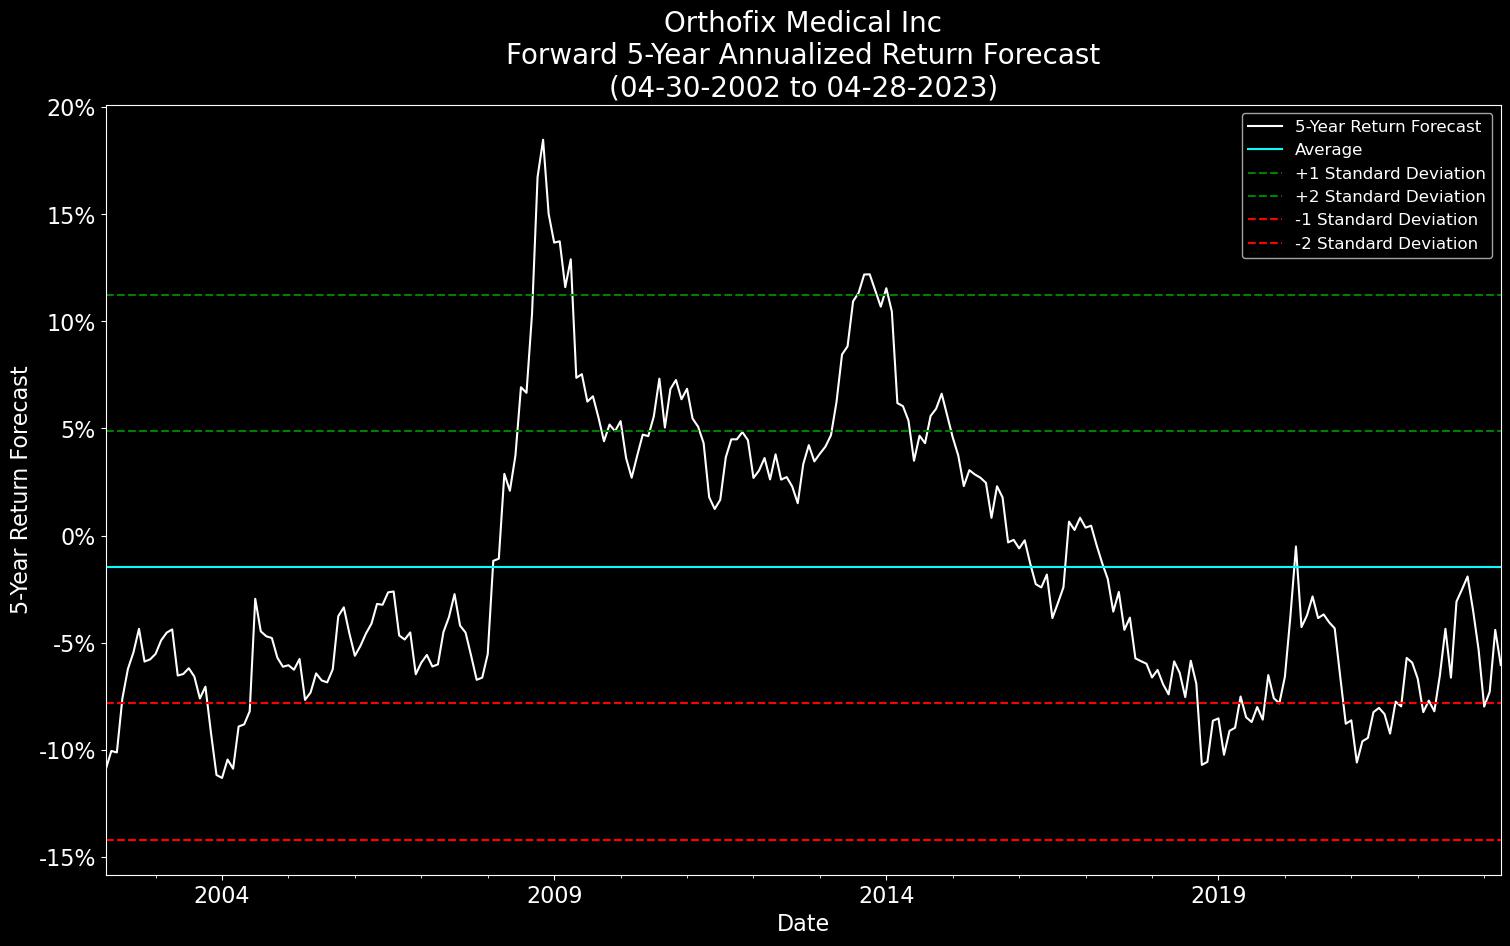 Orthofix Medical Inc
Forward 5-Year Annualized Return Forecast
(04-30-2002 to 04-28-2023)
20%
15%
10%
5%
0%
-5%
-10%
-15%
5-Year Return Forecast
5-Year Return Forecast
Average
+1 Standard Deviation
+2 Standard Deviation
-1 Standard Deviation
-2 Standard Deviation
2004
2009
2014
2019
Date